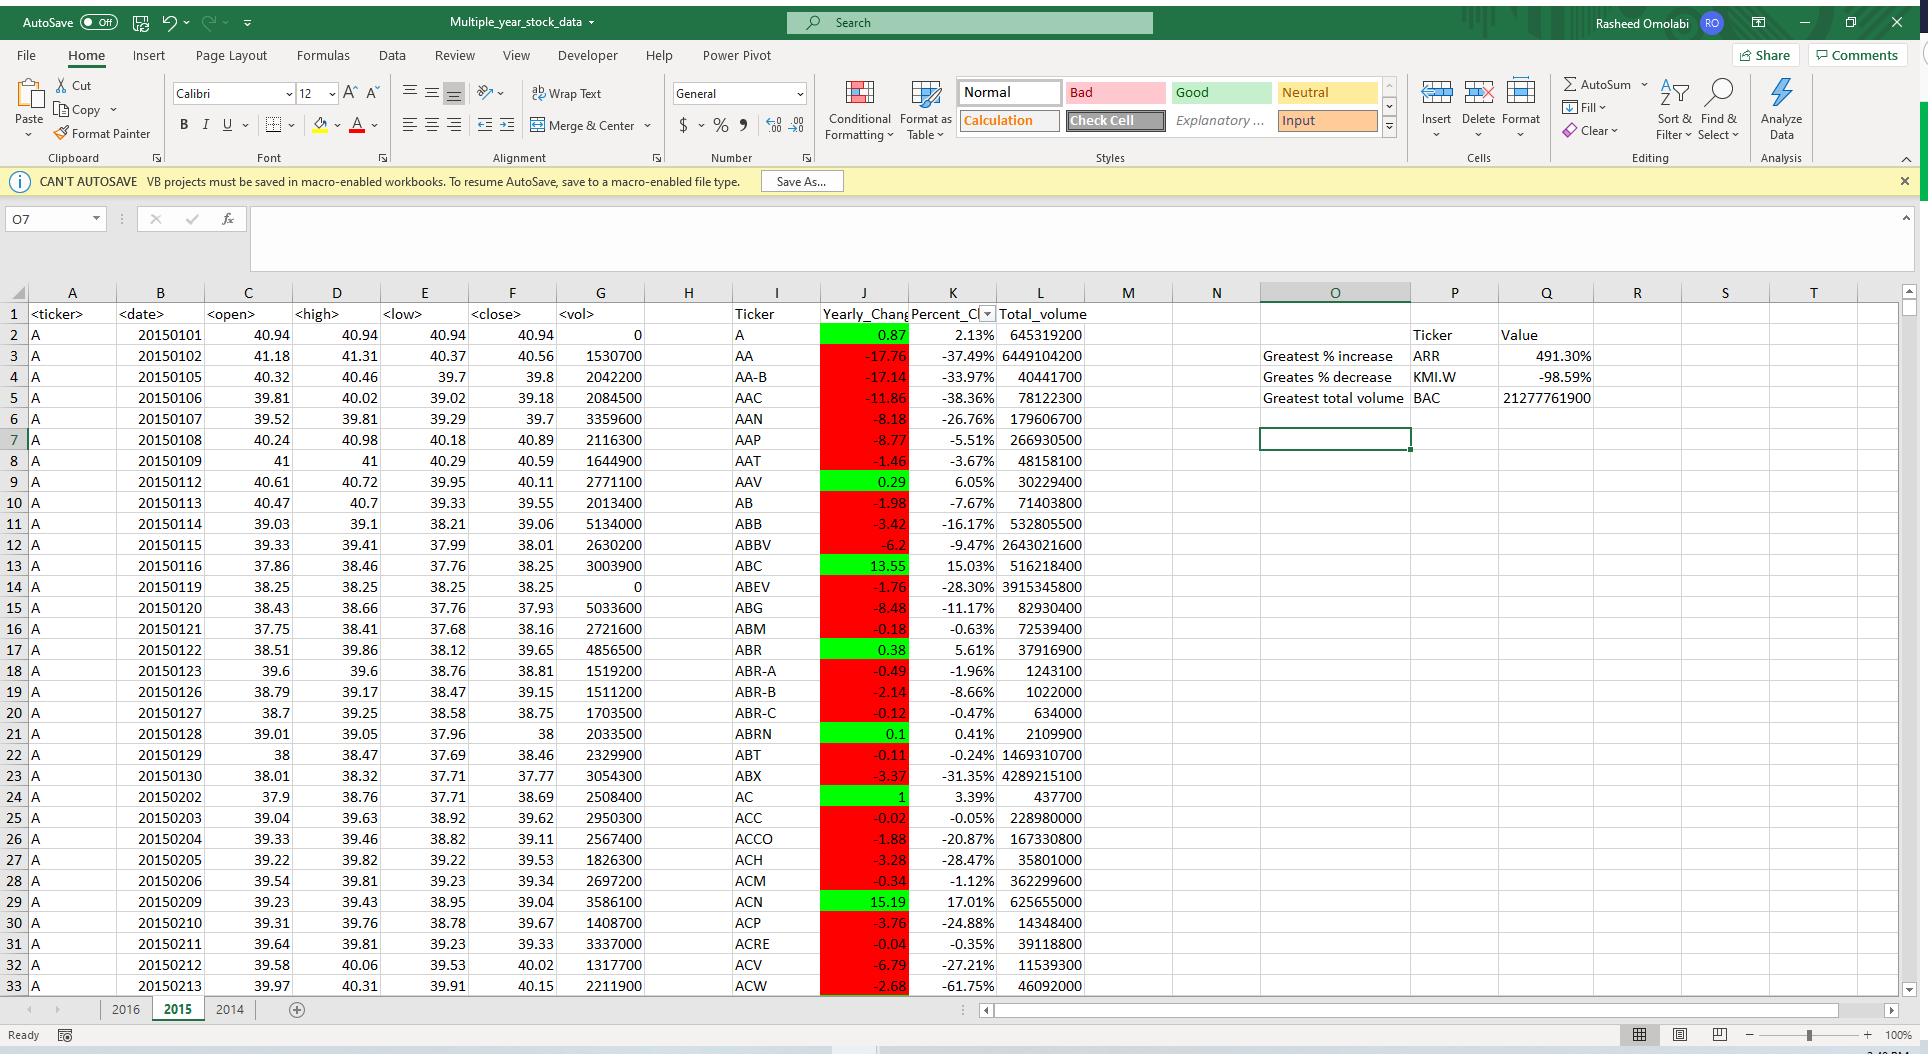 AutoSave Off Multiple_year_stock_data Search Rasheed Omolabi RO
File Home Insert Page Layout Formulas Data Review View Developer Help Power Pivot Share Comments
Paste Cut Copy Format Painter
Calibri 12
B I U
Wrap Text
Merge & Center
General
$ % 9
Conditional Formatting
Format as Table
Normal Bad Good Neutral
Calculation Check Cell Explanatory ... Input
Insert Delete Format
AutoSum Fill Clear
Sort & Filter
Find & Select
Analyze Data
Clipboard Font Alignment Number Styles Cells Editing Analysis
CAN'T AUTOSAVE VB projects must be saved in macro-enabled workbooks. To resume AutoSave, save to a macro-enabled file type. Save As...
O7 fx
A B C D E F G H I J K L M N O P Q R S T
1 <ticker> <date> <open> <high> <low> <close> <vol> Ticker Yearly_Chang Percent_C Total_volume
2 A 20150101 40.94 40.94 40.94 40.94 0 A 0.87 2.13% 645319200 Ticker Value
3 A 20150102 41.18 41.31 40.37 40.56 1530700 AA -17.76 -37.49% 6449104200 Greatest % increase ARR 491.30%
4 A 20150105 40.32 40.46 39.7 39.8 2042200 AA-B -17.14 -33.97% 40441700 Greates % decrease KMI.W -98.59%
5 A 20150106 39.81 40.02 39.02 39.18 2084500 AAC -11.86 -38.36% 78122300 Greatest total volume BAC 21277761900
6 A 20150107 39.52 39.81 39.29 39.7 3359600 AAN -8.18 -26.76% 179606700
7 A 20150108 40.24 40.98 40.18 40.89 2116300 AAP -8.77 -5.51% 266930500
8 A 20150109 41 41 40.29 40.59 1644900 AAT -1.46 -3.67% 48158100
9 A 20150112 40.61 40.72 39.95 40.11 2771100 AAV 0.29 6.05% 30229400
10 A 20150113 40.47 40.7 39.33 39.55 2013400 AB -1.98 -7.67% 71403800
11 A 20150114 39.03 39.1 38.21 39.06 5134000 ABB -3.42 -16.17% 532805500
12 A 20150115 39.33 39.41 37.99 38.01 2630200 ABBV -6.2 -9.47% 2643021600
13 A 20150116 37.86 38.46 37.76 38.25 3003900 ABC 13.55 15.03% 516218400
14 A 20150119 38.25 38.25 38.25 38.25 0 ABEV -1.76 -28.30% 3915345800
15 A 20150120 38.43 38.66 37.76 37.93 5033600 ABG -8.48 -11.17% 82930400
16 A 20150121 37.75 38.41 37.68 38.16 2721600 ABM -0.18 -0.63% 72539400
17 A 20150122 38.51 39.86 38.12 39.65 4856500 ABR 0.38 5.61% 37916900
18 A 20150123 39.6 39.6 38.76 38.81 1519200 ABR-A -0.49 -1.96% 1243100
19 A 20150126 38.79 39.17 38.47 39.15 1511200 ABR-B -2.14 -8.66% 1022000
20 A 20150127 38.7 39.25 38.58 38.75 1703500 ABR-C -0.12 -0.47% 634000
21 A 20150128 39.01 39.05 37.96 38 2033500 ABRN 0.1 0.41% 2109900
22 A 20150129 38 38.47 37.69 38.46 2329900 ABT -0.11 -0.24% 1469310700
23 A 20150130 38.01 38.32 37.71 37.77 3054300 ABX -3.37 -31.35% 4289215100
24 A 20150202 37.9 38.76 37.71 38.69 2508400 AC 1 3.39% 437700
25 A 20150203 39.04 39.63 38.92 39.62 2950300 ACC -0.02 -0.05% 228980000
26 A 20150204 39.33 39.46 38.82 39.11 2567400 ACCO -1.88 -20.87% 167330800
27 A 20150205 39.22 39.82 39.22 39.53 1826300 ACH -3.28 -28.47% 35801000
28 A 20150206 39.54 39.81 39.23 39.34 2697200 ACM -0.34 -1.12% 362299600
29 A 20150209 39.23 39.43 38.95 39.04 3586100 ACN 15.19 17.01% 625655000
30 A 20150210 39.31 39.76 38.78 39.67 1408700 ACP -3.76 -24.88% 14348400
31 A 20150211 39.64 39.81 39.23 39.33 3337000 ACRE -0.04 -0.35% 39118800
32 A 20150212 39.58 40.06 39.53 40.02 1317700 ACV -6.79 -27.21% 11539300
33 A 20150213 39.97 40.31 39.91 40.15 2211900 ACW -2.68 -61.75% 46092000
2016 2015 2014
Ready 100%